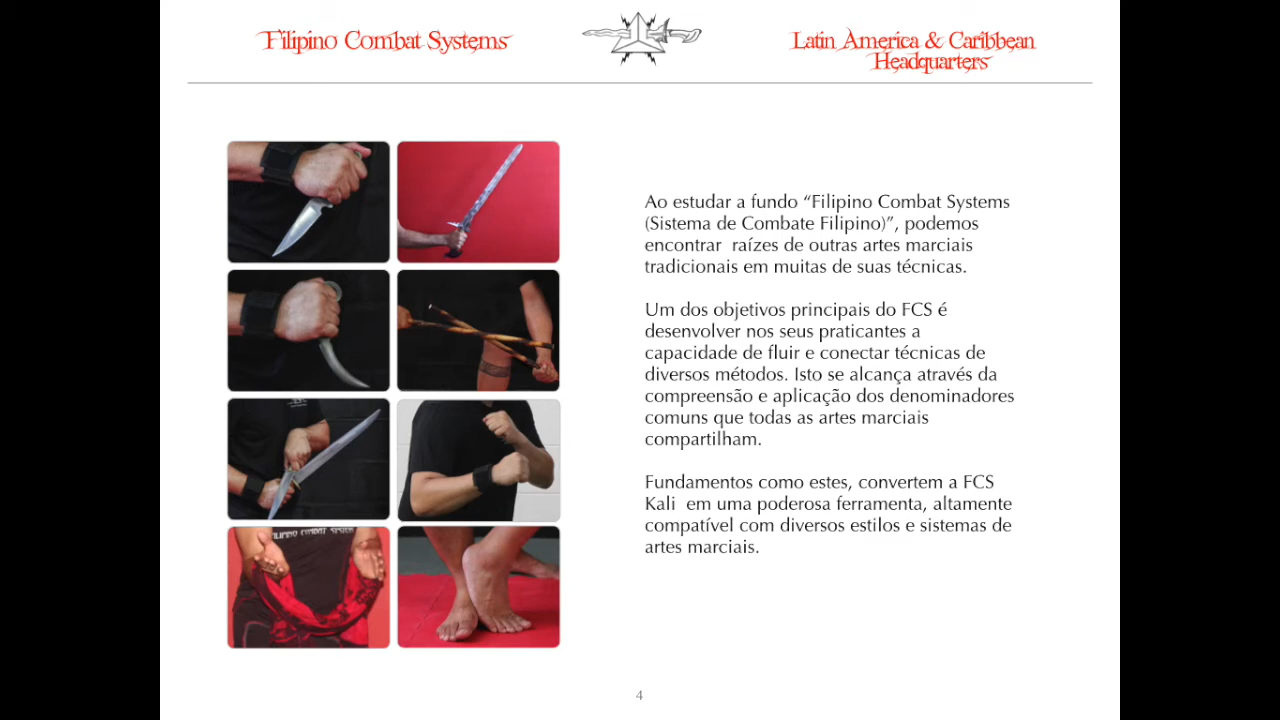 Filipino Combat Systems
Latin America & Caribbean
Headquarters
Ao estudar a fundo “Filipino Combat Systems
(Sistema de Combate Filipino)”, podemos
encontrar  raízes de outras artes marciais
tradicionais em muitas de suas técnicas.
Um dos objetivos principais do FCS é
desenvolver nos seus praticantes a
capacidade de fluir e conectar técnicas de
diversos métodos. Isto se alcança através da
compreensão e aplicação dos denominadores
comuns que todas as artes marciais
compartilham.
Fundamentos como estes, convertem a FCS
Kali  em uma poderosa ferramenta, altamente
compatível com diversos estilos e sistemas de
artes marciais.
FILIPINO COMBAT SYSTEMS
4